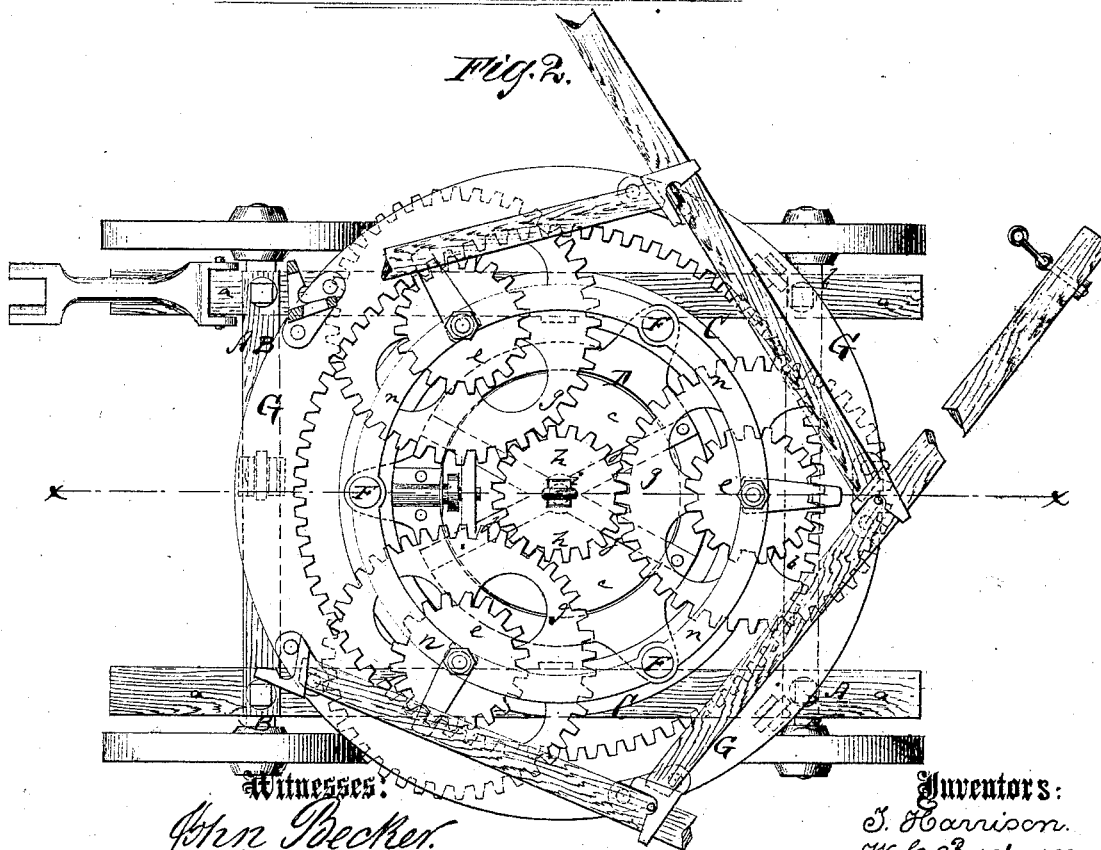 Fig. 2.
a
a
A B
C
G
G
F
A
e
n
n
f
c
h
g
e
x
F
x
h
e
b
g
n
e
n
F
A
a
a
B
C
G
Witnesses:
Inventors:
John Becker.
J. Harrison.